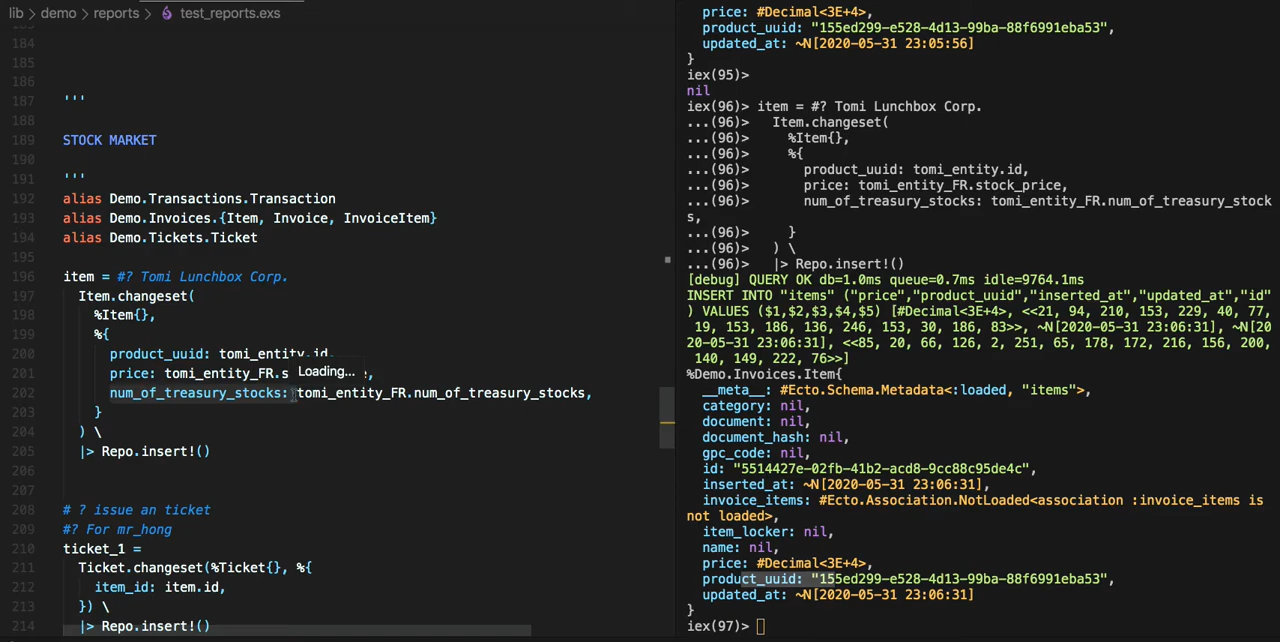 lib > demo > reports > test_reports.exs
184
185
186
187 '''
188
189 STOCK MARKET
190
191 '''
192 alias Demo.Transactions.Transaction
193 alias Demo.Invoices.{Item, Invoice, InvoiceItem}
194 alias Demo.Tickets.Ticket
195
196 item = #? Tomi Lunchbox Corp.
197 Item.changeset(
198 %Item{},
199 %{
200 product_uuid: tomi_entity.id,
201 price: tomi_entity_FR.s Loading... ,
202 num_of_treasury_stocks: tomi_entity_FR.num_of_treasury_stocks,
203 }
204 ) \
205 |> Repo.insert!()
206
207
208 # ? issue an ticket
209 #? For mr_hong
210 ticket_1 =
211 Ticket.changeset(%Ticket{}, %{
212 item_id: item.id,
213 }) \
214 |> Repo.insert!()
price: #Decimal<3E+4>,
product_uuid: "155ed299-e528-4d13-99ba-88f6991eba53",
updated_at: ~N[2020-05-31 23:05:56]
}
iex(95)>
nil
iex(96)> item = #? Tomi Lunchbox Corp.
...(96)> Item.changeset(
...(96)> %Item{},
...(96)> %{
...(96)> product_uuid: tomi_entity.id,
...(96)> price: tomi_entity_FR.stock_price,
...(96)> num_of_treasury_stocks: tomi_entity_FR.num_of_treasury_stock
s,
...(96)> }
...(96)> ) \
...(96)> |> Repo.insert!()
[debug] QUERY OK db=1.0ms queue=0.7ms idle=9764.1ms
INSERT INTO "items" ("price","product_uuid","inserted_at","updated_at","id"
) VALUES ($1,$2,$3,$4,$5) [#Decimal<3E+4>, <<21, 94, 210, 153, 229, 40, 77,
19, 153, 186, 136, 246, 153, 30, 186, 83>>, ~N[2020-05-31 23:06:31], ~N[20
20-05-31 23:06:31], <<85, 20, 66, 126, 2, 251, 65, 178, 172, 216, 156, 200,
140, 149, 222, 76>>]
%Demo.Invoices.Item{
__meta__: #Ecto.Schema.Metadata<:loaded, "items">,
category: nil,
document: nil,
document_hash: nil,
gpc_code: nil,
id: "5514427e-02fb-41b2-acd8-9cc88c95de4c",
inserted_at: ~N[2020-05-31 23:06:31],
invoice_items: #Ecto.Association.NotLoaded<association :invoice_items is
not loaded>,
item_locker: nil,
name: nil,
price: #Decimal<3E+4>,
product_uuid: "155ed299-e528-4d13-99ba-88f6991eba53",
updated_at: ~N[2020-05-31 23:06:31]
}
iex(97)>